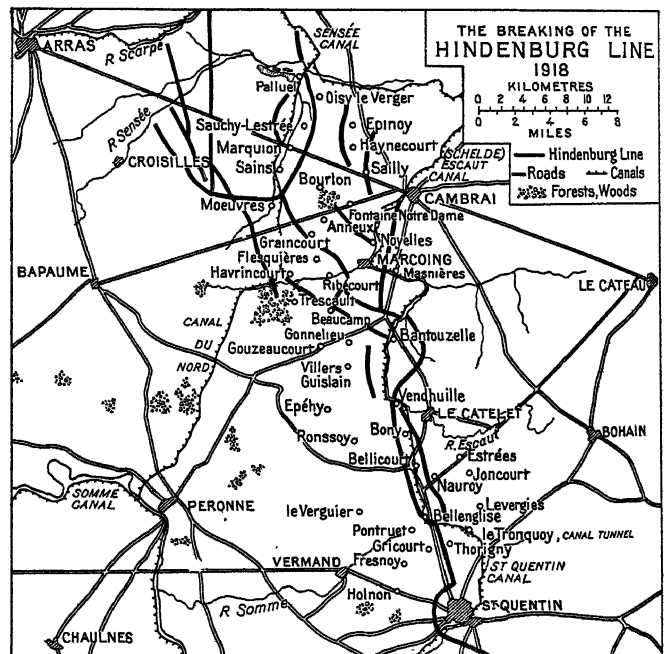 THE BREAKING OF THE
HINDENBURG LINE
1918
KILOMETRES
0 2 4 6 8 10 12
0 2 4 6 8
MILES
Hindenburg Line
Roads
Canals
Forests, Woods
ARRAS
R Scarpe
SENSÉE
CANAL
Palluel
Oisy le Verger
R Sensée
Sauchy-Lestrée
Epinoy
Marquion
Haynecourt
CROISILLES
Sains
Sailly
(SCHELDE)
ESCAUT
CANAL
Bourlon
Moeuvres
CAMBRAI
Fontaine Notre Dame
Anneux
Graincourt
Noyelles
Flesquières
MARCOING
BAPAUME
Havrincourt
Masnières
Ribécourt
LE CATEAU
Trescault
Beaucamp
CANAL
DU
NORD
Gonnelieu
Bantouzelle
Gouzeaucourt
Villers
Guislain
Vendhuille
Epéhy
LE CATELET
Bony
BOHAIN
Ronssoy
R. Escaut
Estrées
Bellicourt
Joncourt
Nauroy
SOMME
CANAL
PERONNE
Levergies
le Verguier
Bellenglise
Pontruet
le Tronquoy, CANAL TUNNEL
Gricourt
Thorigny
VERMAND
Fresnoy
ST QUENTIN
CANAL
Holnon
R Somme
ST QUENTIN
CHAULNES